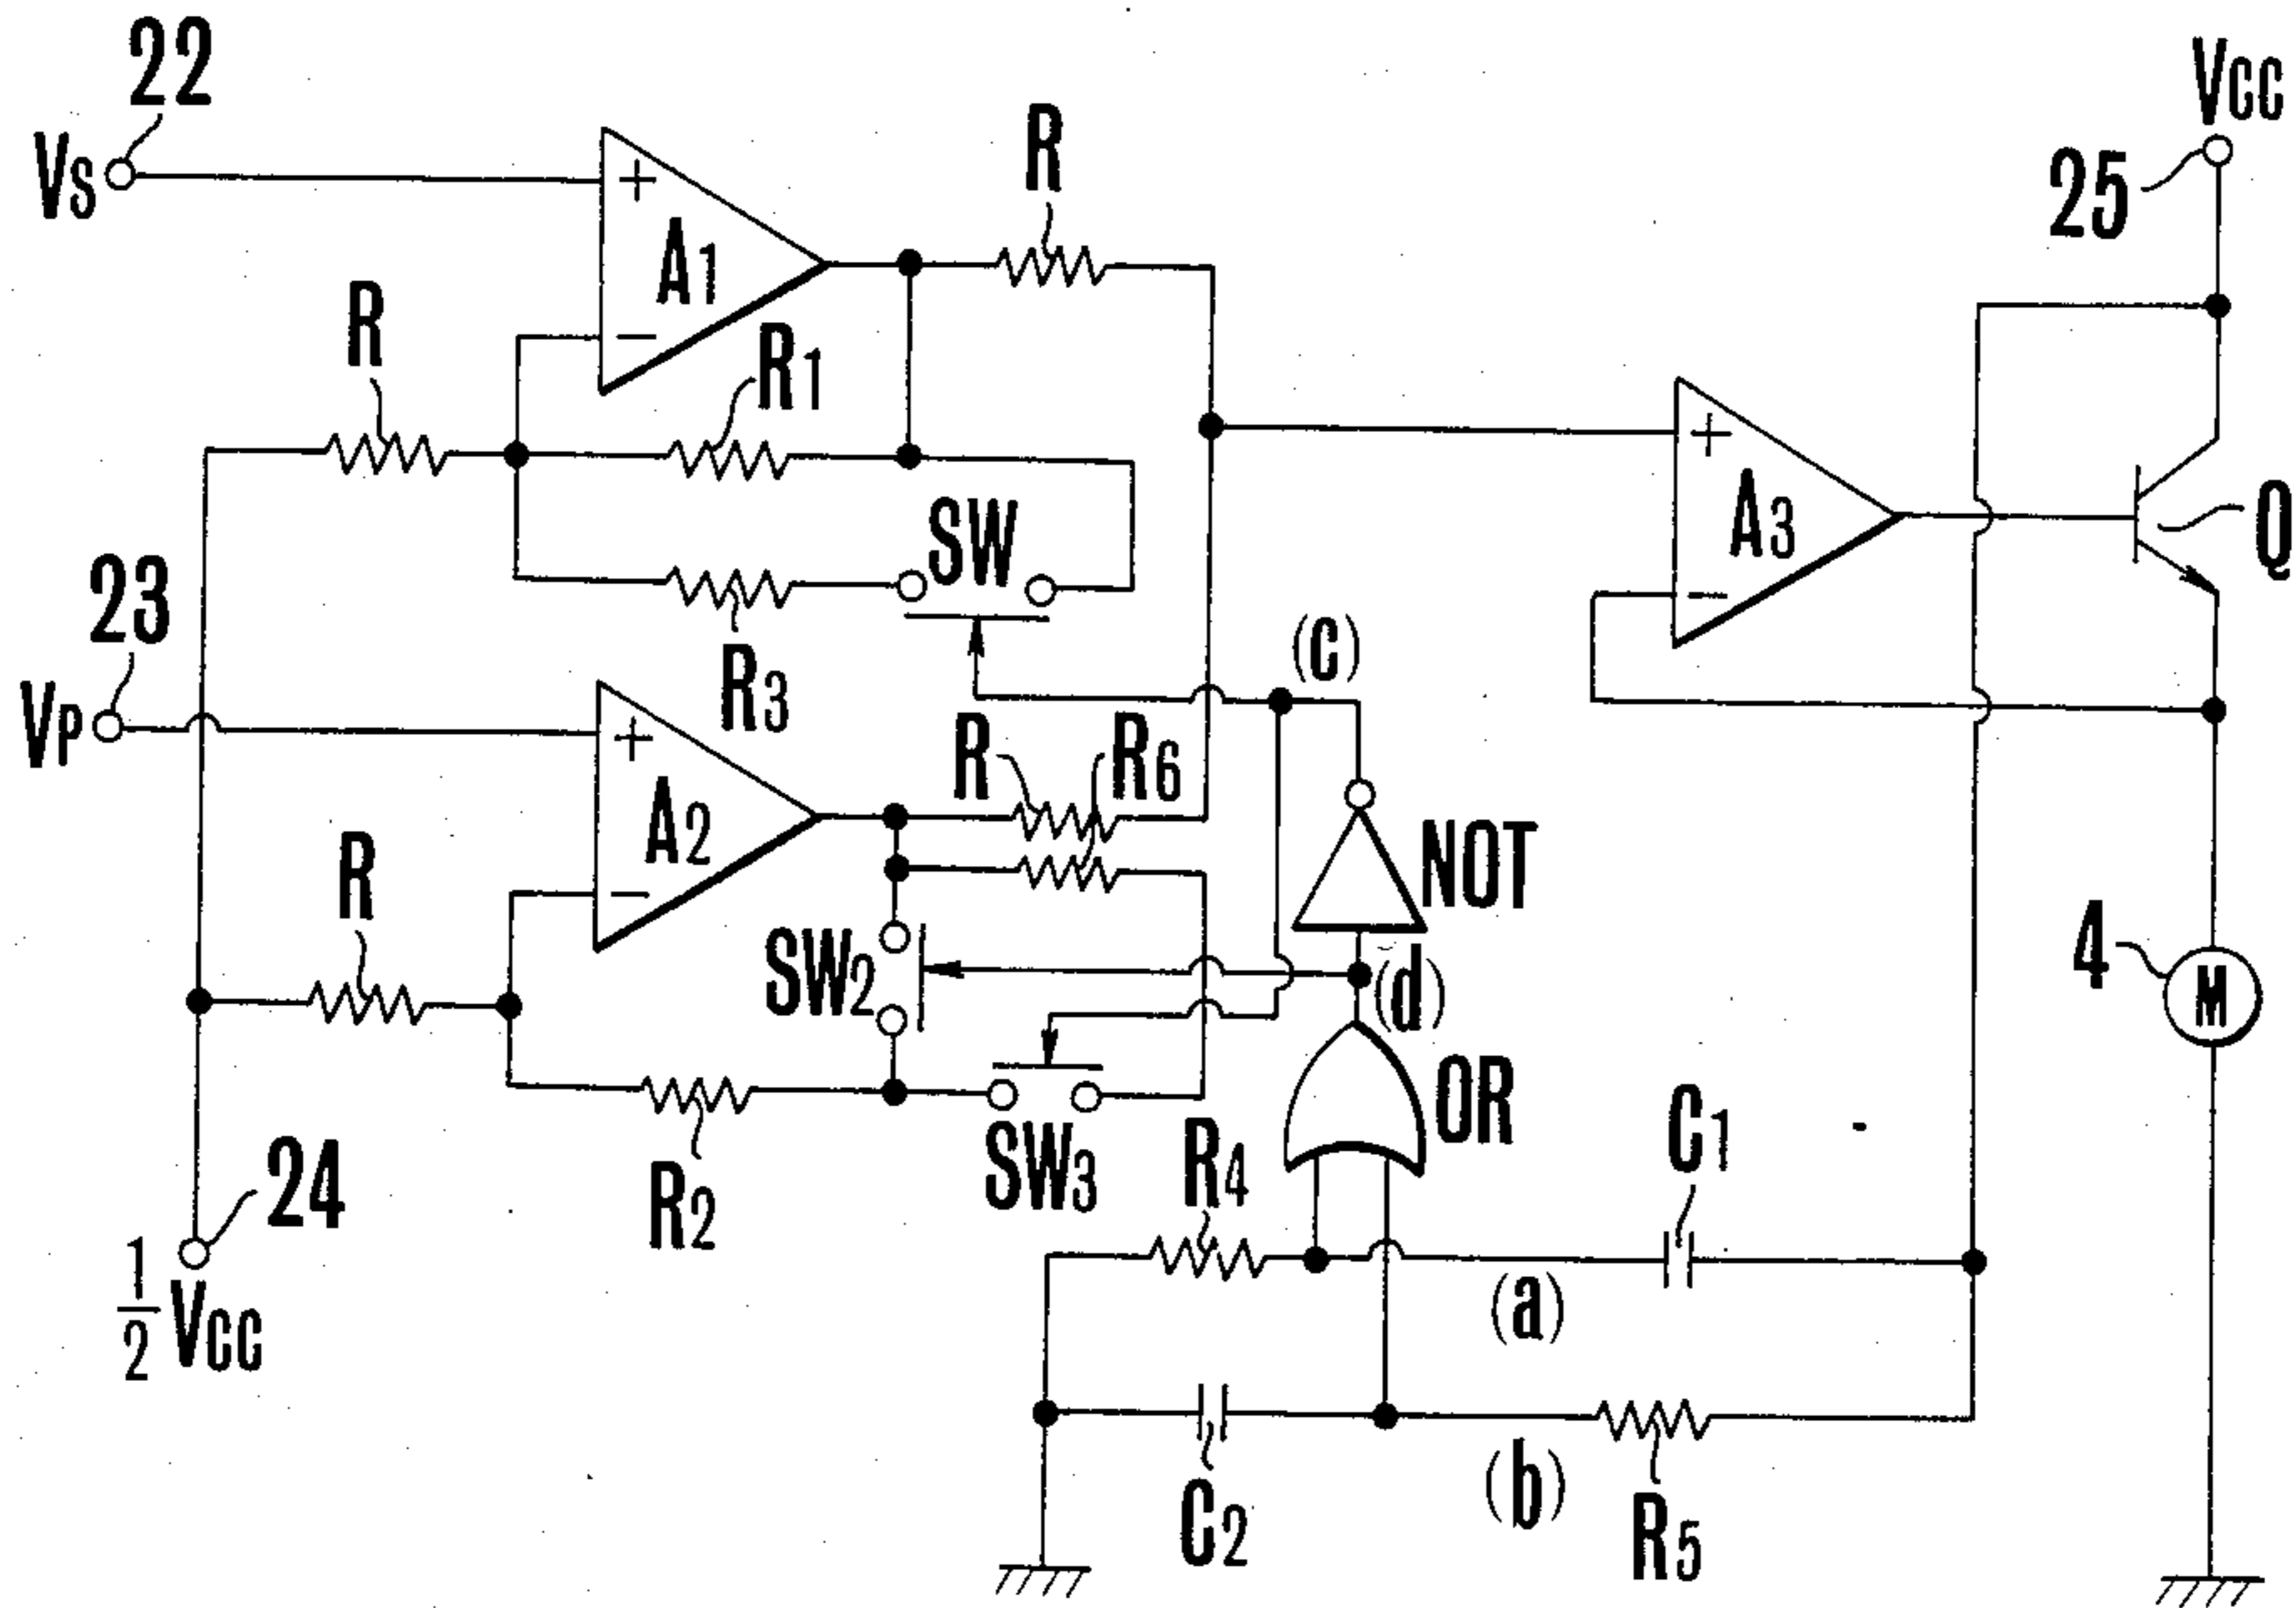 22
VS
A1
+
−
R
VCC
25
R
R1
SW
R3
23
VP
A2
+
−
R
R6
(c)
A3
+
−
Q
NOT
R
SW2
(d)
4
M
OR
SW3
R2
24
1/2 VCC
R4
C1
(a)
C2
(b)
R5